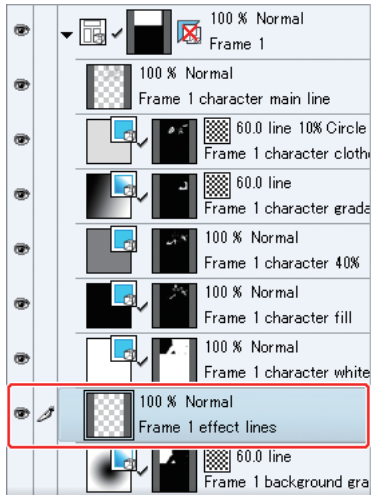 100 % Normal
Frame 1
100 % Normal
Frame 1 character main line
60.0 line 10% Circle
Frame 1 character cloth
60.0 line
Frame 1 character grada
100 % Normal
Frame 1 character 40%
100 % Normal
Frame 1 character fill
100 % Normal
Frame 1 character white
100 % Normal
Frame 1 effect lines
60.0 line
Frame 1 background gra